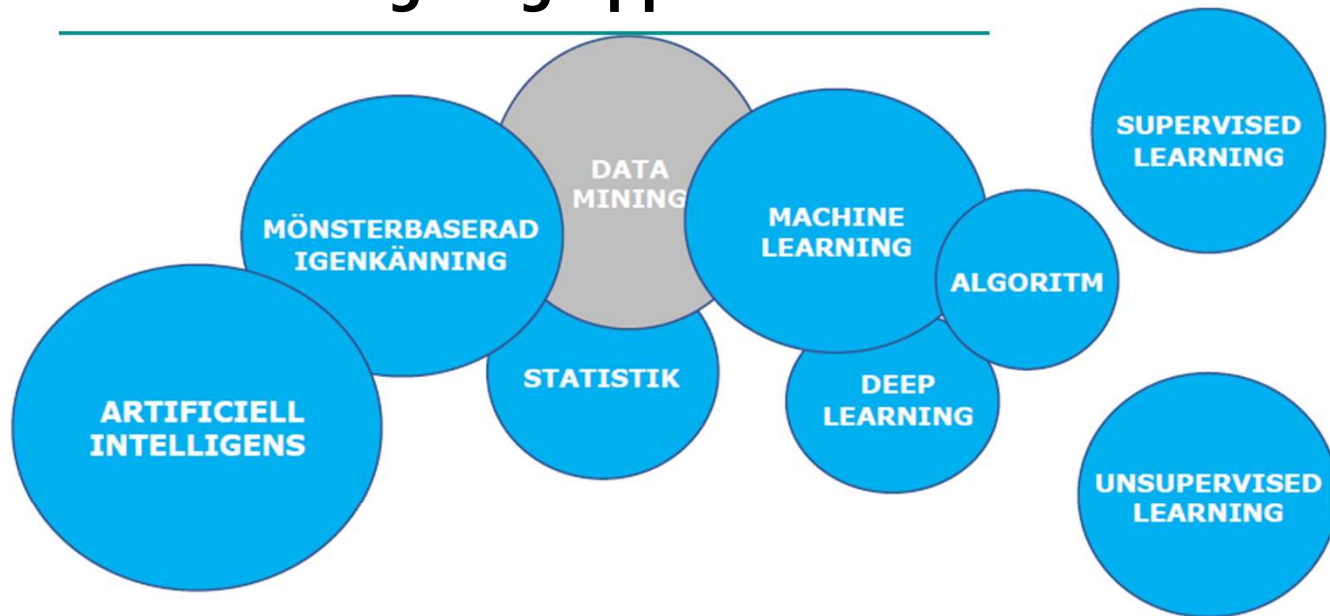 DATA
MINING
MÖNSTERBASERAD
IGENKÄNNING
MACHINE
LEARNING
SUPERVISED
LEARNING
ALGORITM
STATISTIK
DEEP
LEARNING
ARTIFICIELL
INTELLIGENS
UNSUPERVISED
LEARNING